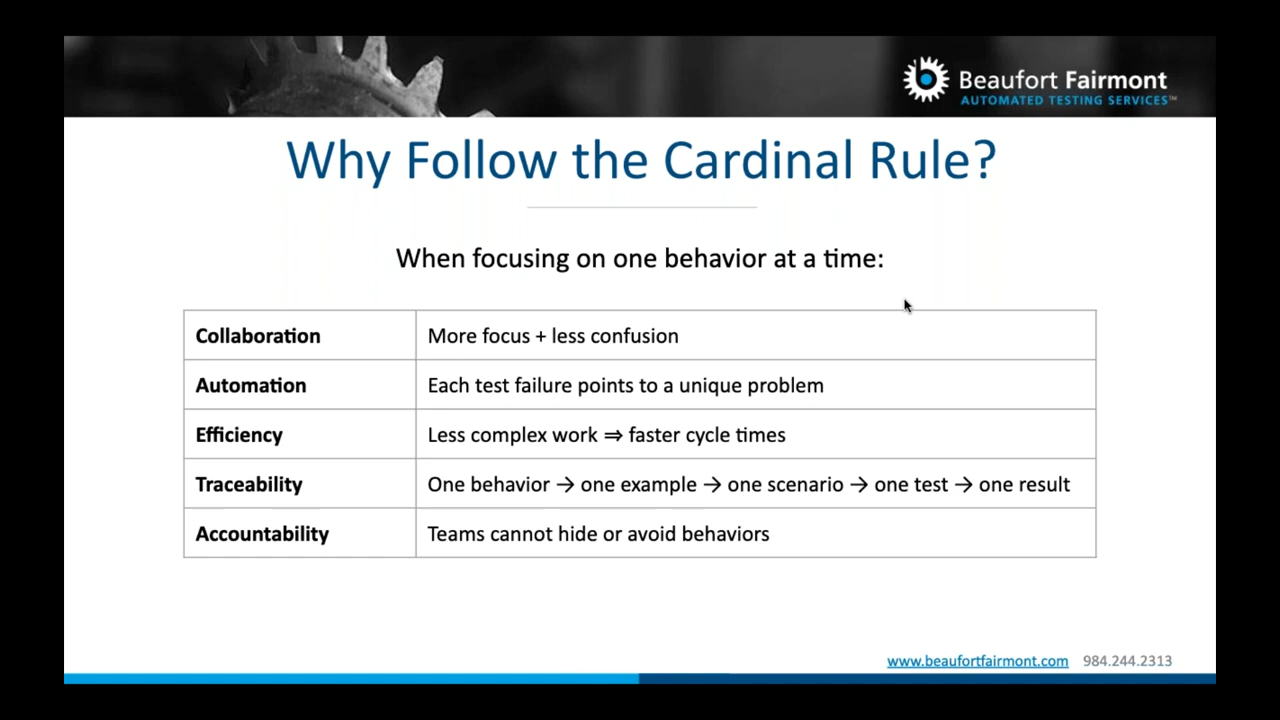 Beaufort Fairmont
AUTOMATED TESTING SERVICES™
Why Follow the Cardinal Rule?
When focusing on one behavior at a time:
Collaboration More focus + less confusion
Automation Each test failure points to a unique problem
Efficiency Less complex work ⇒ faster cycle times
Traceability One behavior → one example → one scenario → one test → one result
Accountability Teams cannot hide or avoid behaviors
www.beaufortfairmont.com 984.244.2313